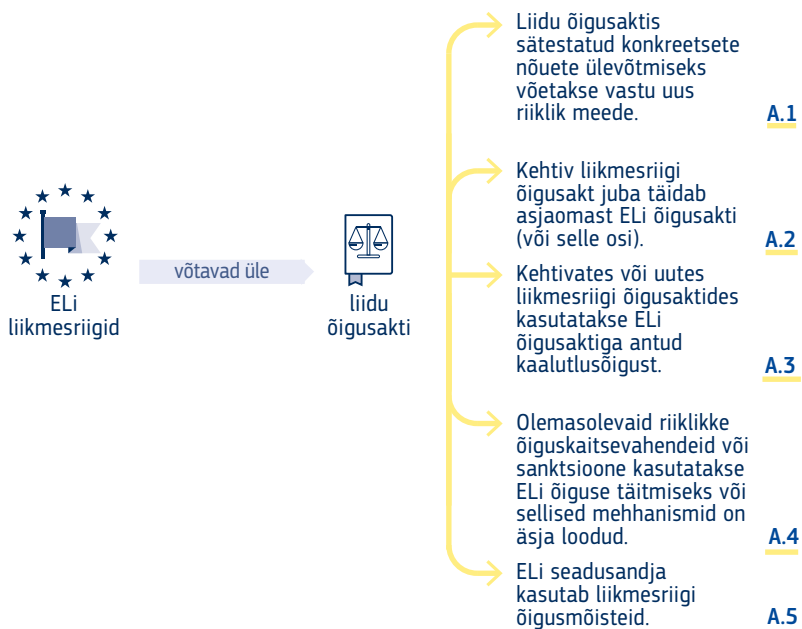 Liidu õigusaktis
sätestatud konkreetsete
nõuete ülevõtmiseks
võetakse vastu uus
riiklik meede.
A.1
Kehtiv liikmesriigi
õigusakt juba täidab
asjaomast ELi õigusakti
(või selle osi).
A.2
ELi
liikmesriigid
võtavad üle
liidu
õigusakti
Kehtivates või uutes
liikmesriigi õigusaktides
kasutatakse ELi
õigusaktiga antud
kaalutlusõigust.
A.3
Olemasolevaid riiklikke
õiguskaitsevahendeid või
sanktsioone kasutatakse
ELi õiguse täitmiseks või
sellised mehhanismid on
äsja loodud.
A.4
ELi seadusandja
kasutab liikmesriigi
õigusmõisteid.
A.5